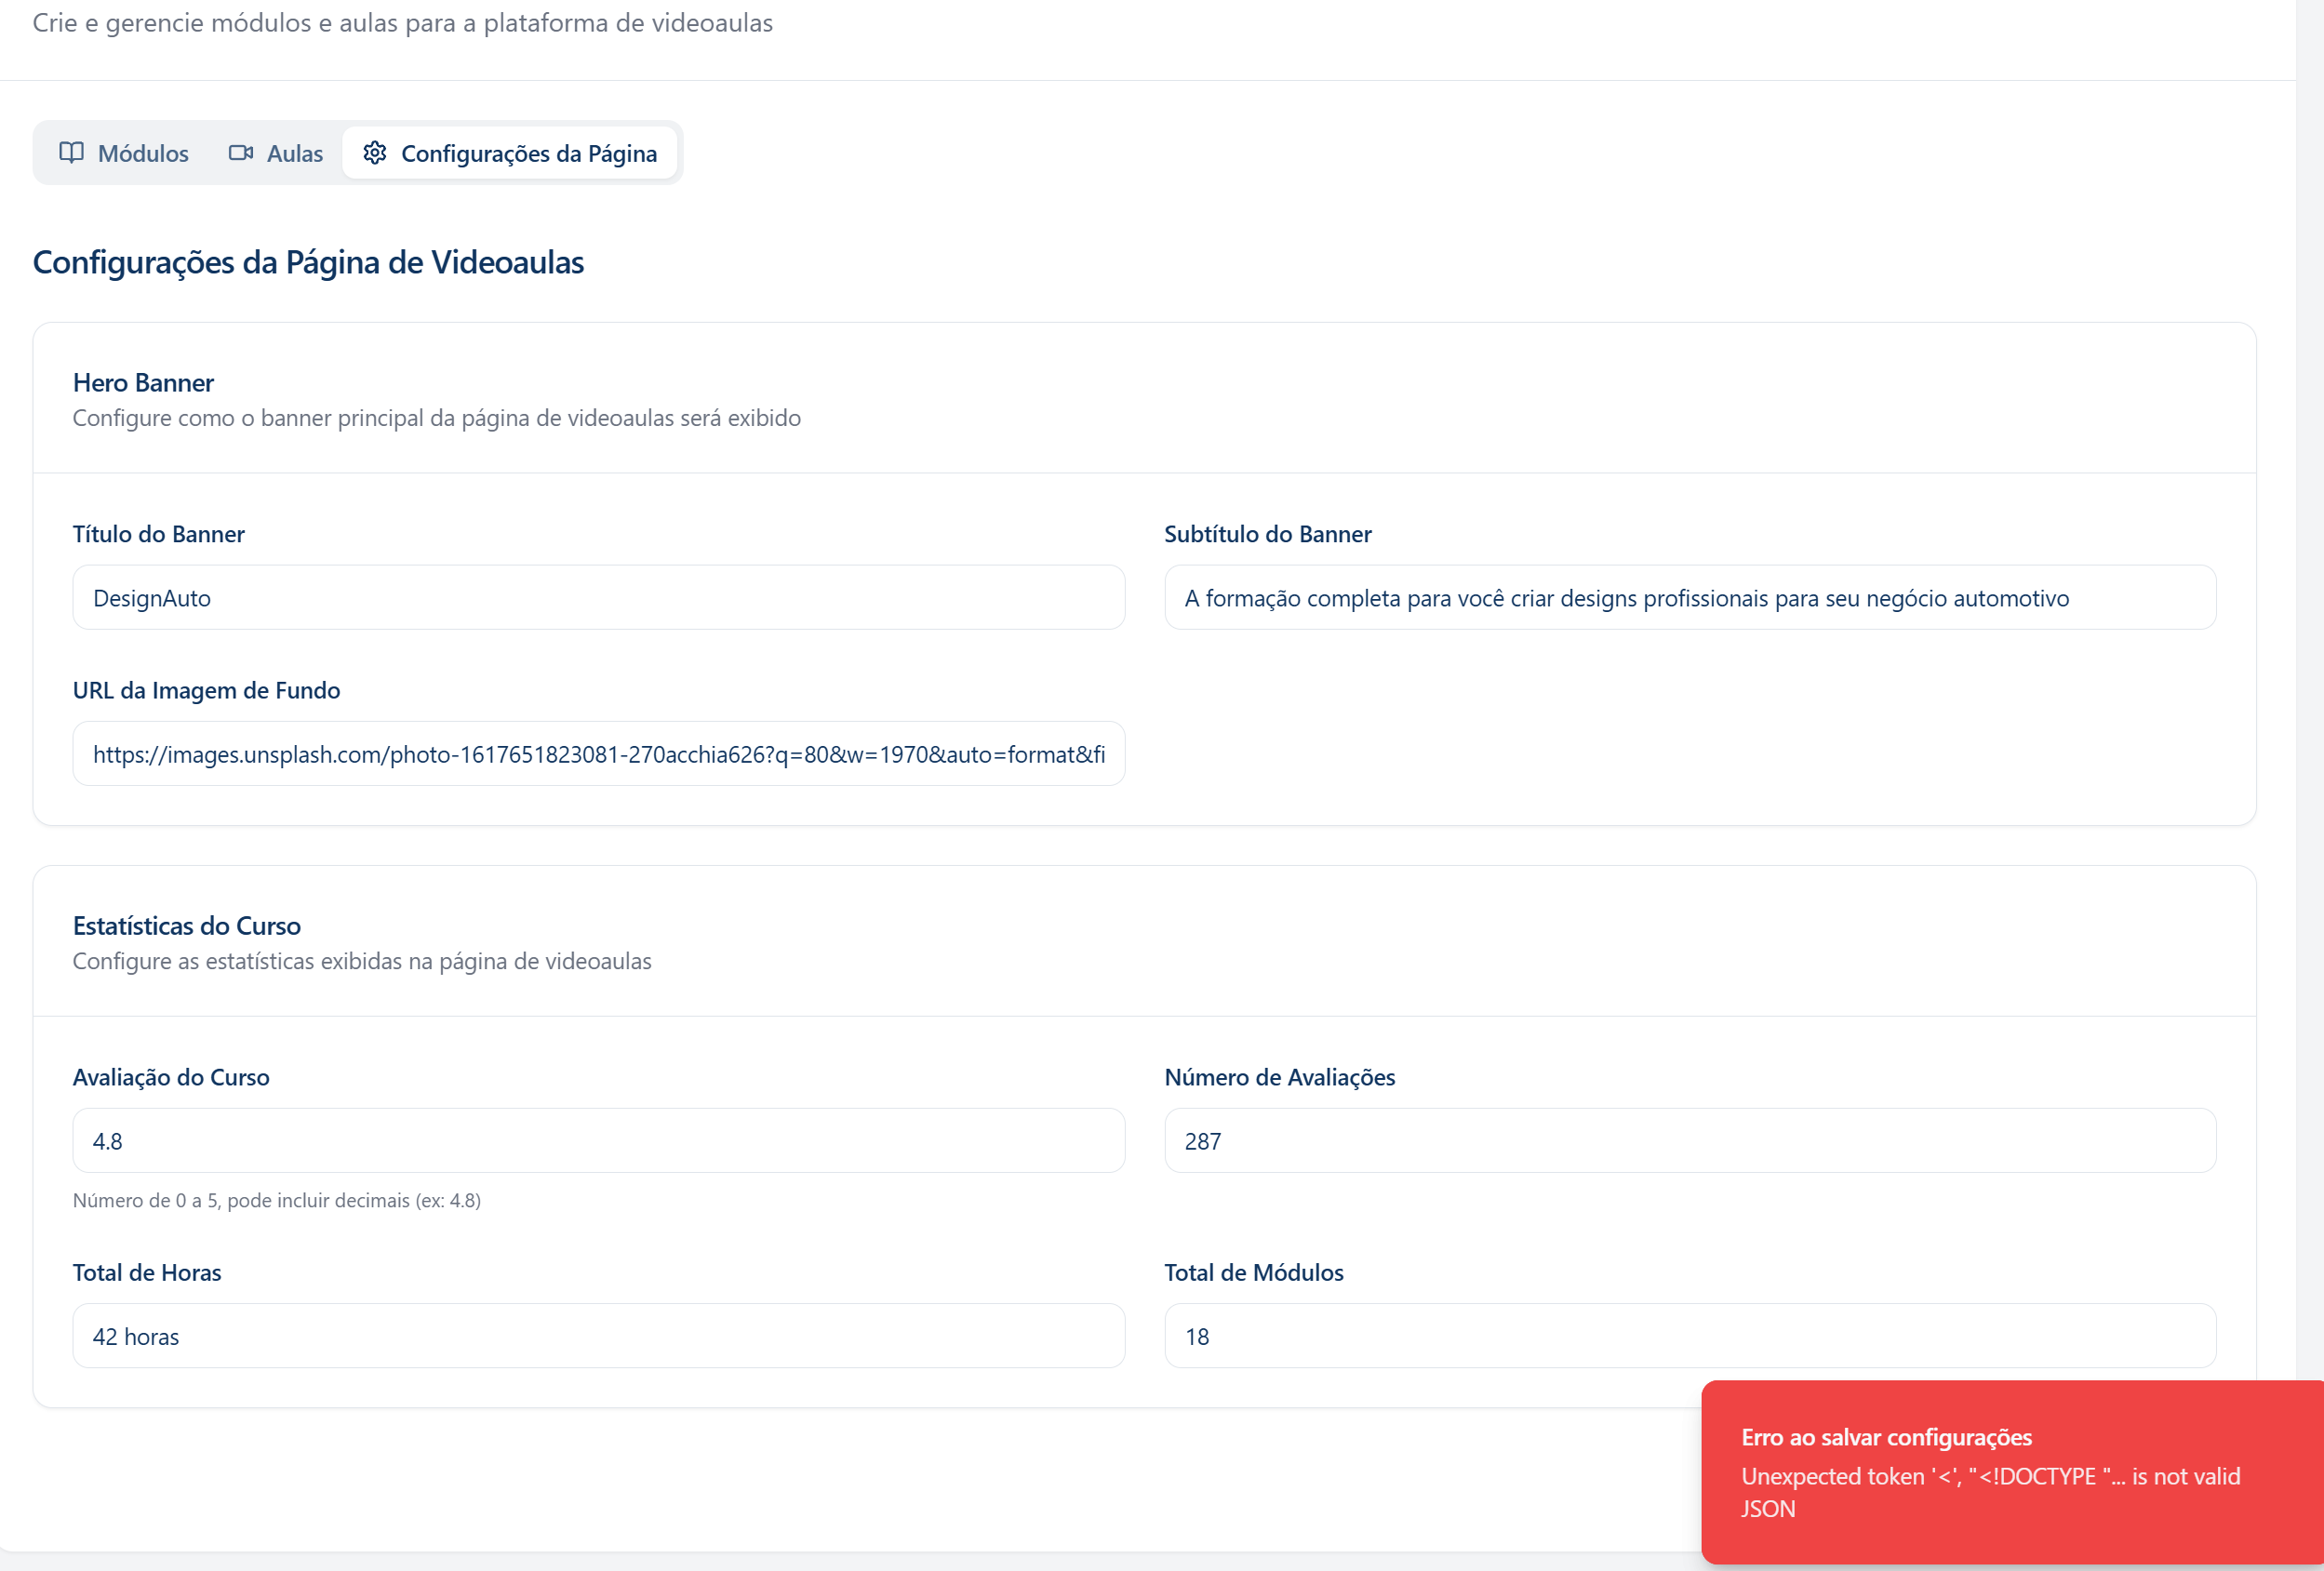 Crie e gerencie módulos e aulas para a plataforma de videoaulas
Módulos
Aulas
Configurações da Página
Configurações da Página de Videoaulas
Hero Banner
Configure como o banner principal da página de videoaulas será exibido
Título do Banner
Subtítulo do Banner
DesignAuto
A formação completa para você criar designs profissionais para seu negócio automotivo
URL da Imagem de Fundo
https://images.unsplash.com/photo-1617651823081-270acchia626?q=80&w=1970&auto=format&fi
Estatísticas do Curso
Configure as estatísticas exibidas na página de videoaulas
Avaliação do Curso
Número de Avaliações
4.8
287
Número de 0 a 5, pode incluir decimais (ex: 4.8)
Total de Horas
Total de Módulos
42 horas
18
Erro ao salvar configurações
Unexpected token '<', "<!DOCTYPE "... is not valid
JSON